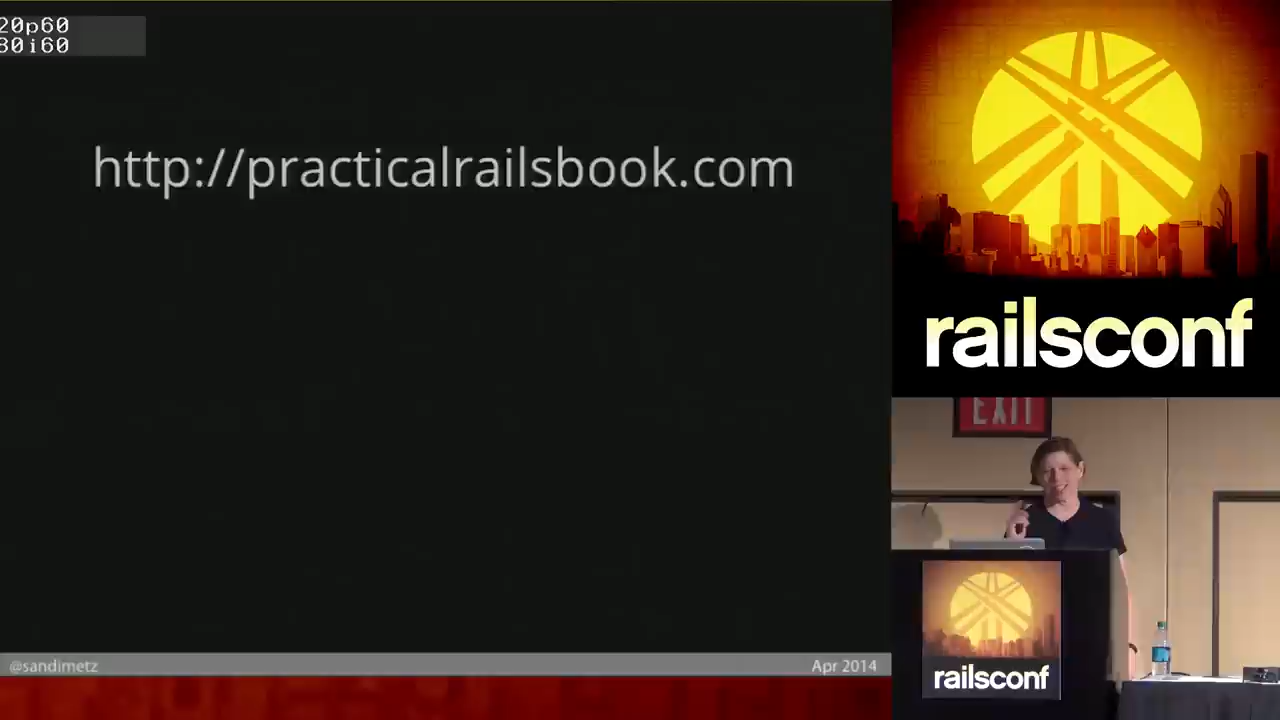 20p60
30i60
http://practicalrailsbook.com
@sandimetz
Apr 2014
railsconf
EXIT
railsconf